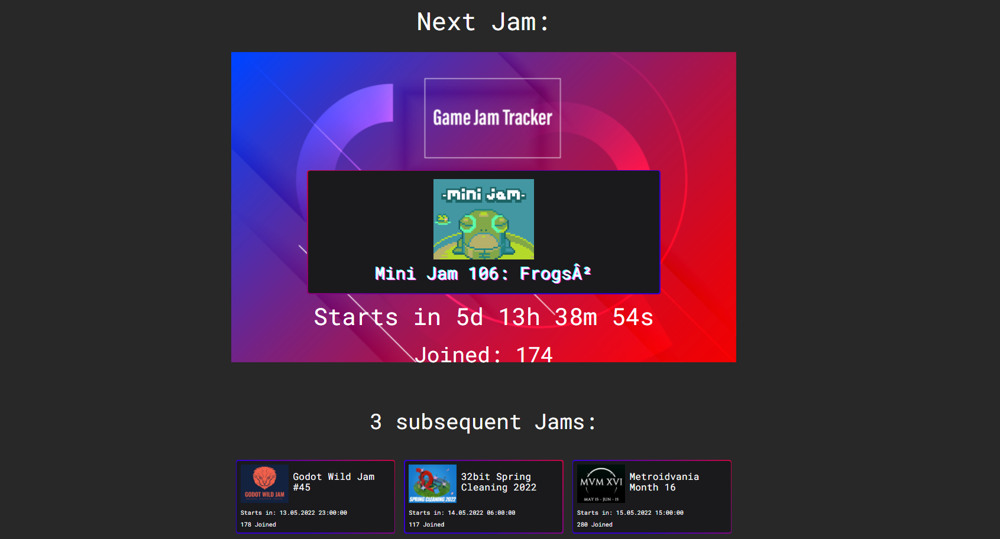 Next Jam:
Game Jam Tracker
-mini jam-
Mini Jam 106: FrogsÂ²
Starts in 5d 13h 38m 54s
Joined: 174
3 subsequent Jams:
GODOT WILD JAM
Godot Wild Jam
#45
Starts in: 13.05.2022 23:00:00
178 Joined
SPRING CLEANING 2022
32bit Spring
Cleaning 2022
Starts in: 14.05.2022 06:00:00
117 Joined
MVM XVI
MAY 15 - JUN - 15
Metroidvania
Month 16
Starts in: 15.05.2022 15:00:00
280 Joined